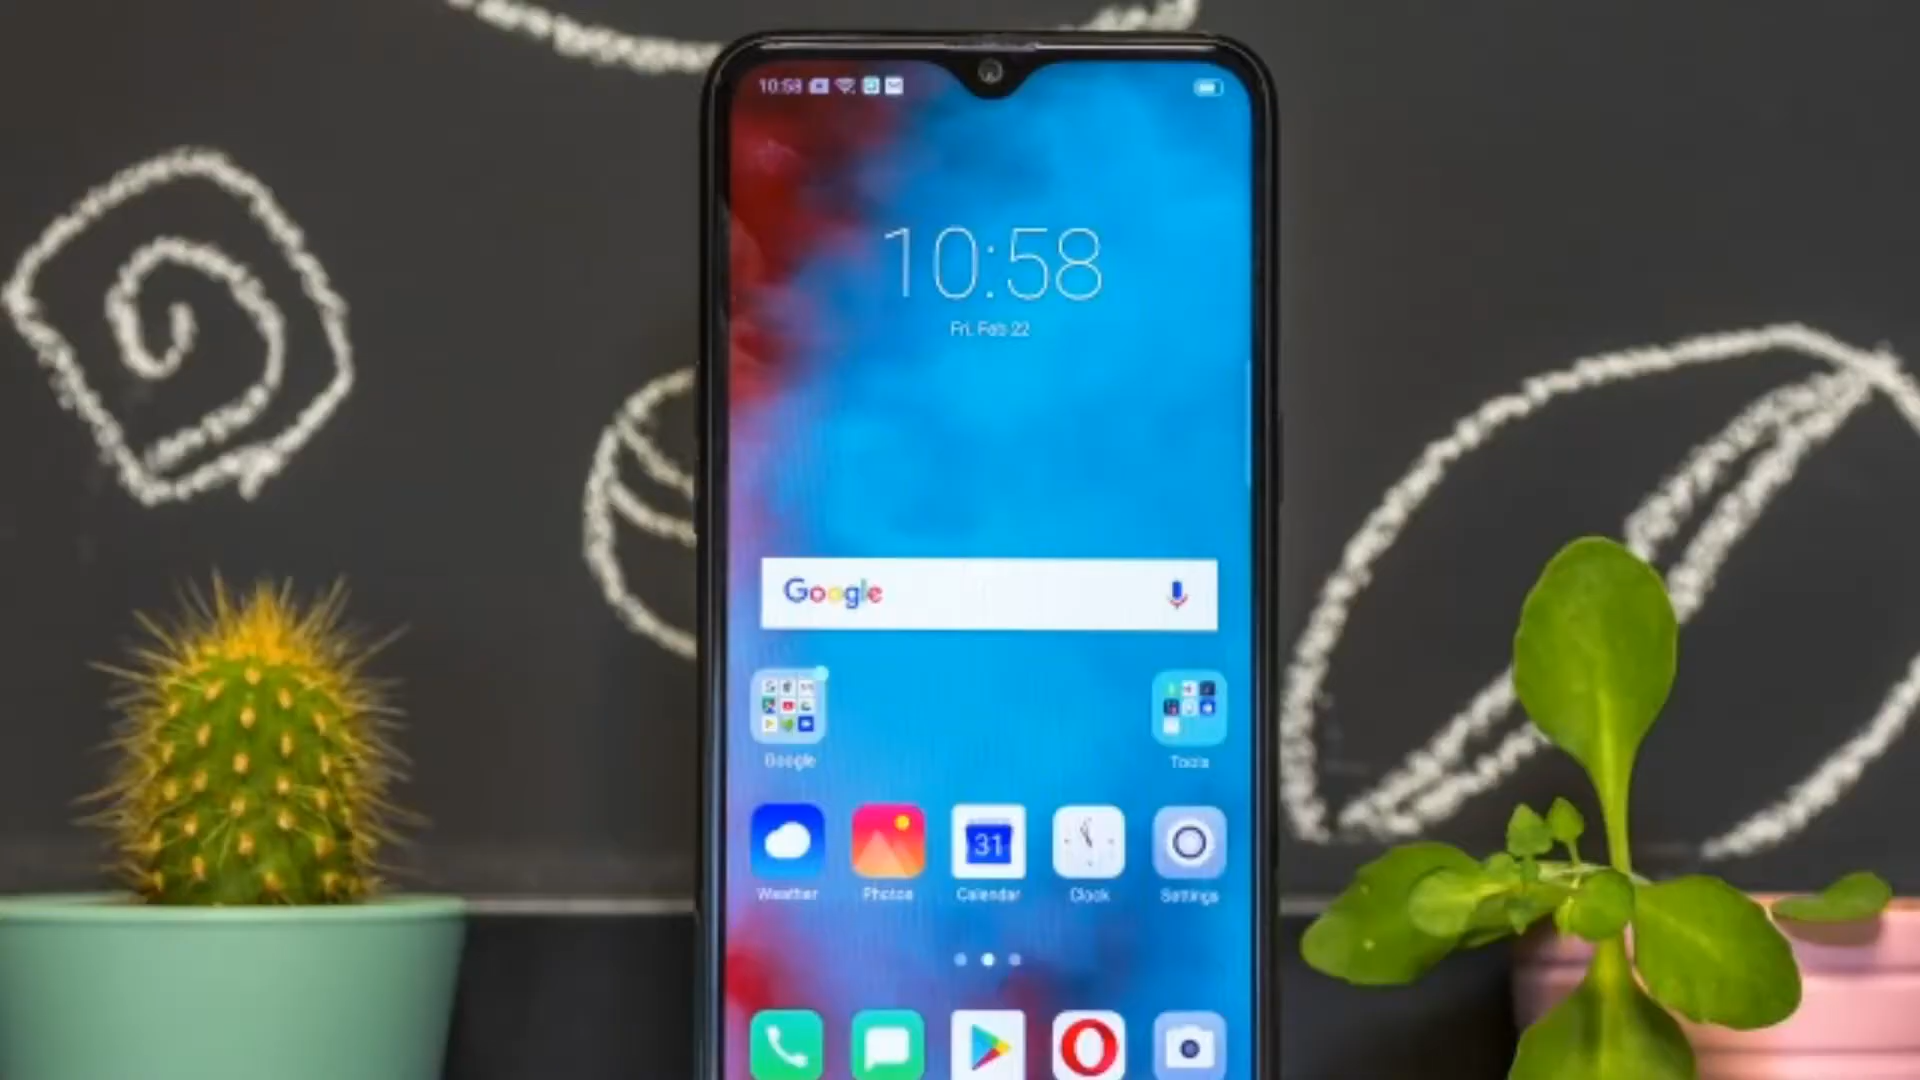 10:58
10:58
Fri, Feb 22
Google
Google
Tools
Weather
Photos
31
Calendar
Clock
Settings